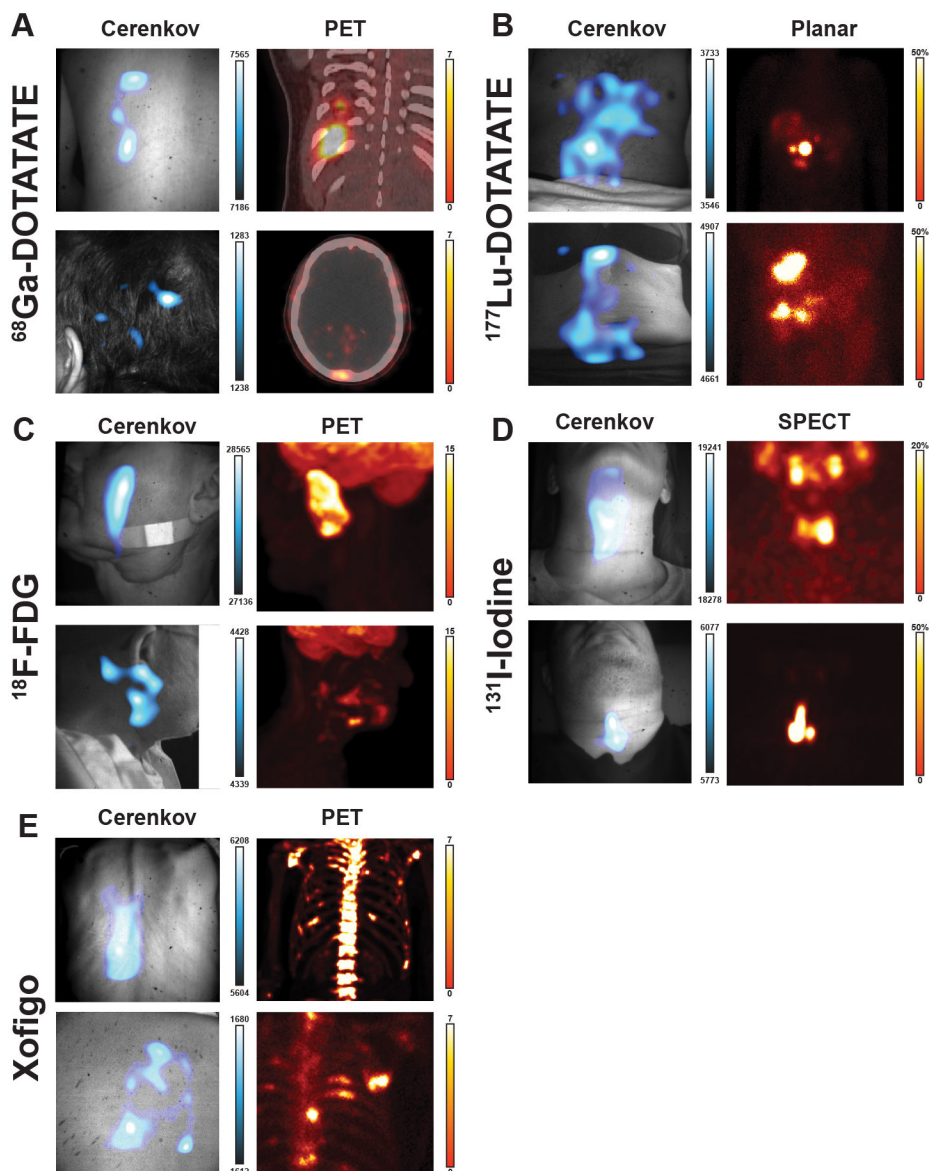 A
Cerenkov
PET
68Ga-DOTATATE
7565
7186
7
0
1283
1238
7
0
B
Cerenkov
Planar
177Lu-DOTATATE
3733
3546
50%
0
4907
4661
50%
0
C
Cerenkov
PET
18F-FDG
28565
27136
15
0
4428
4339
15
0
D
Cerenkov
SPECT
131I-Iodine
19241
18278
20%
0
6077
5773
50%
0
E
Cerenkov
PET
Xofigo
6208
5604
7
0
1680
7